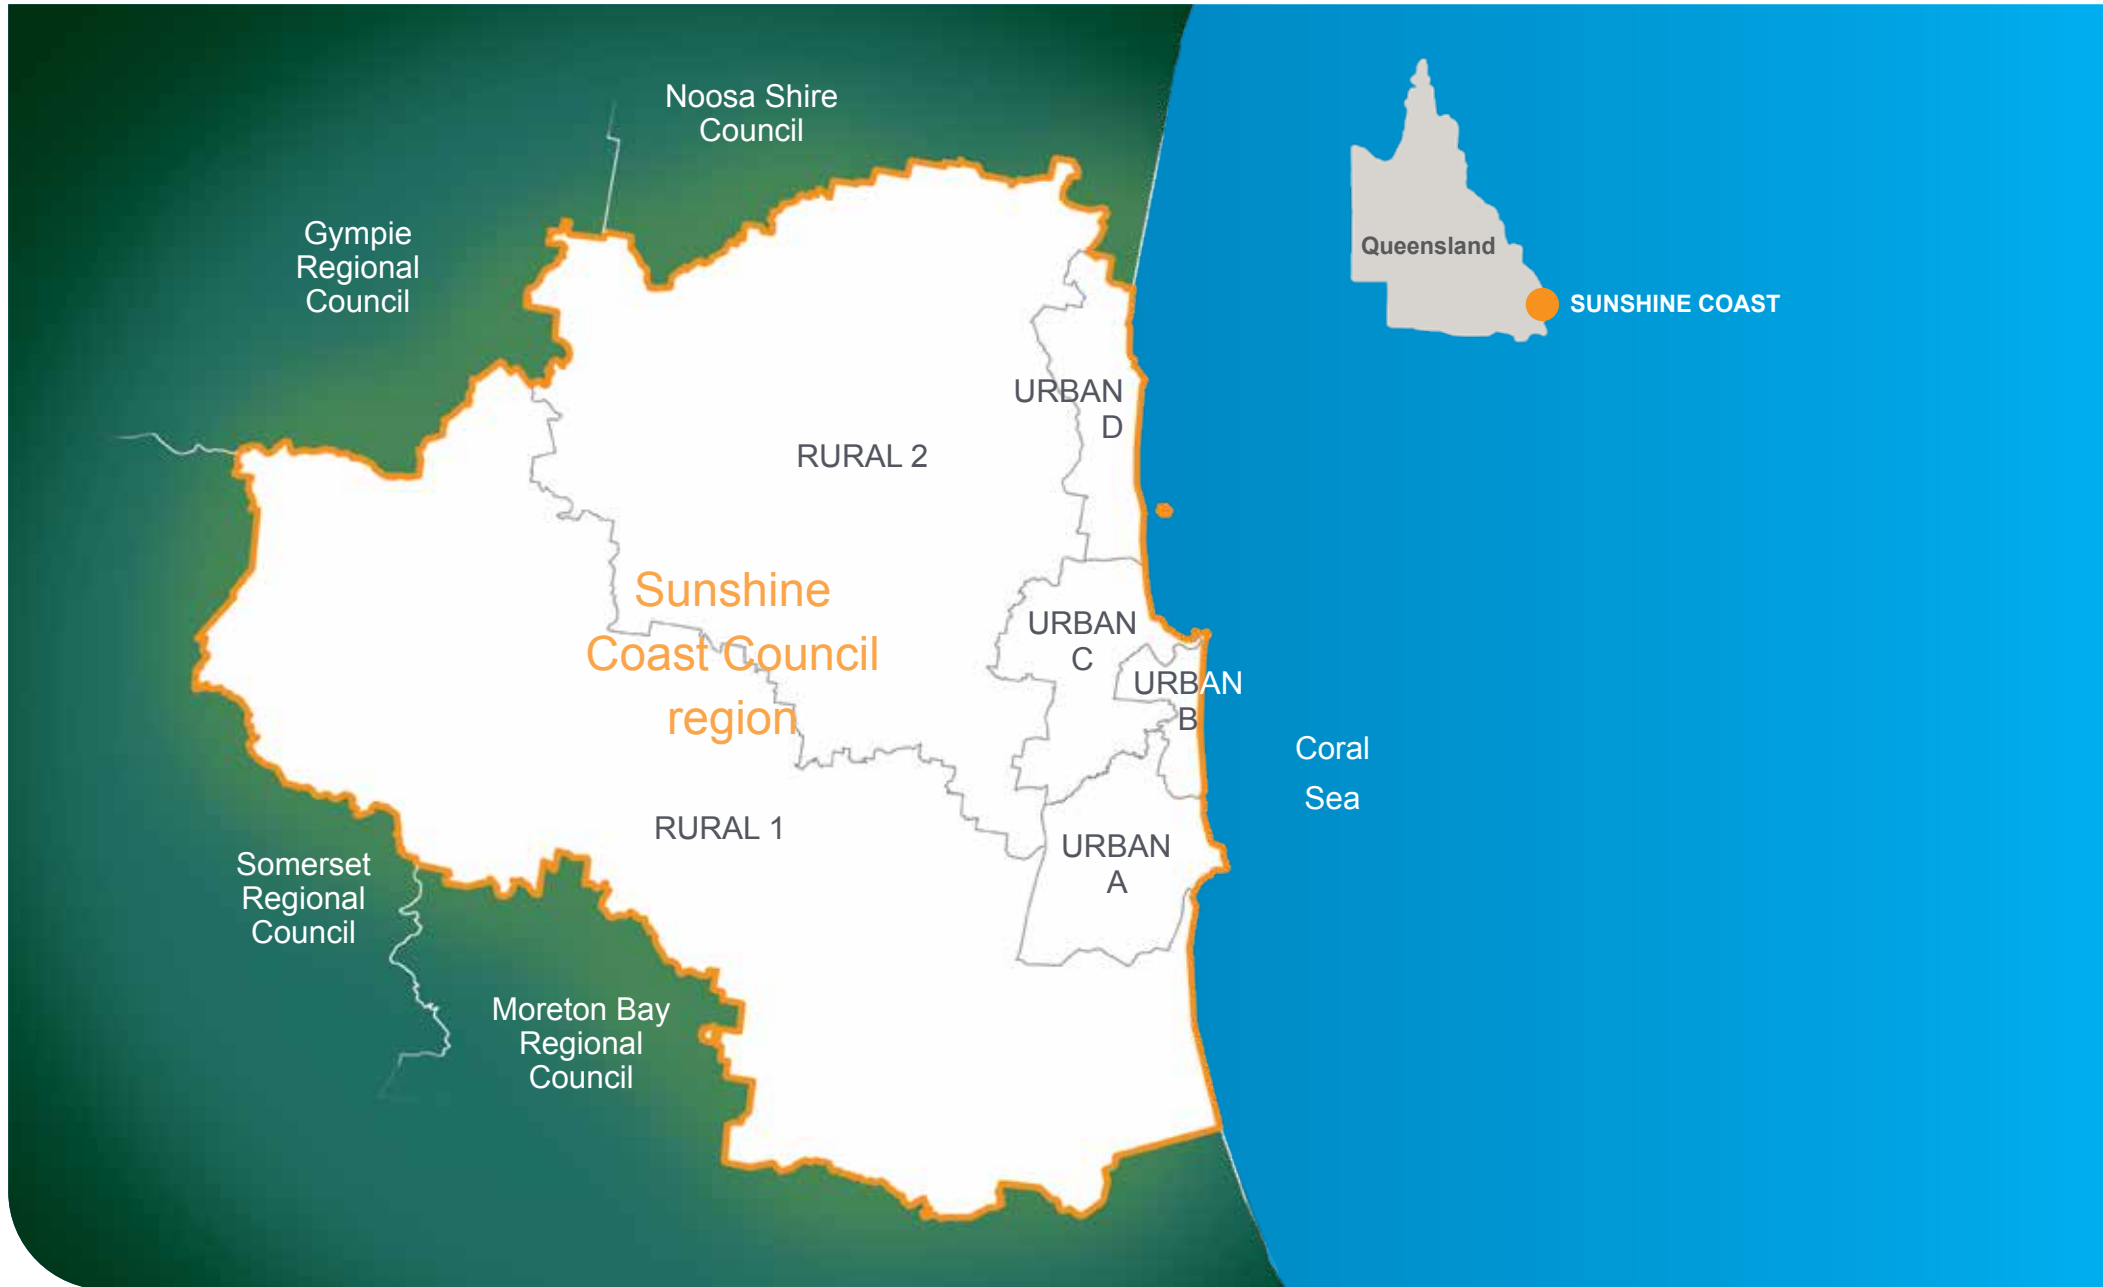 Noosa Shire
Council
Gympie
Regional
Council
Queensland
SUNSHINE COAST
URBAN
D
RURAL 2
Sunshine
Coast Council
region
URBAN
C
URBAN
B
Coral
Sea
RURAL 1
URBAN
A
Somerset
Regional
Council
Moreton Bay
Regional
Council